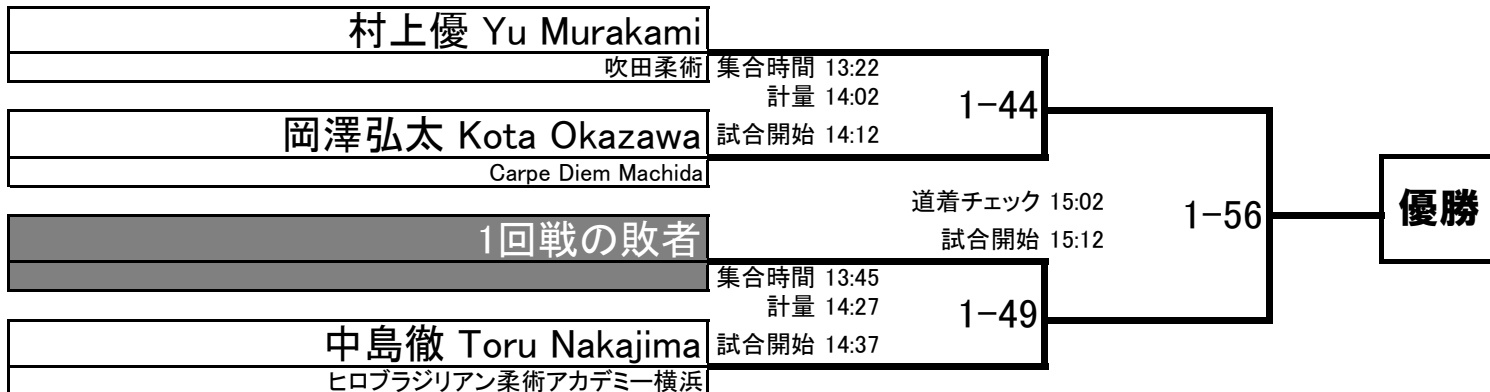 村上優 Yu Murakami
吹田柔術
集合時間 13:22
計量 14:02
1-44
岡澤弘太 Kota Okazawa
試合開始 14:12
Carpe Diem Machida
道着チェック 15:02
1-56
優勝
1回戦の敗者
試合開始 15:12
集合時間 13:45
計量 14:27
1-49
中島徹 Toru Nakajima
試合開始 14:37
ヒロブラジリアン柔術アカデミー横浜